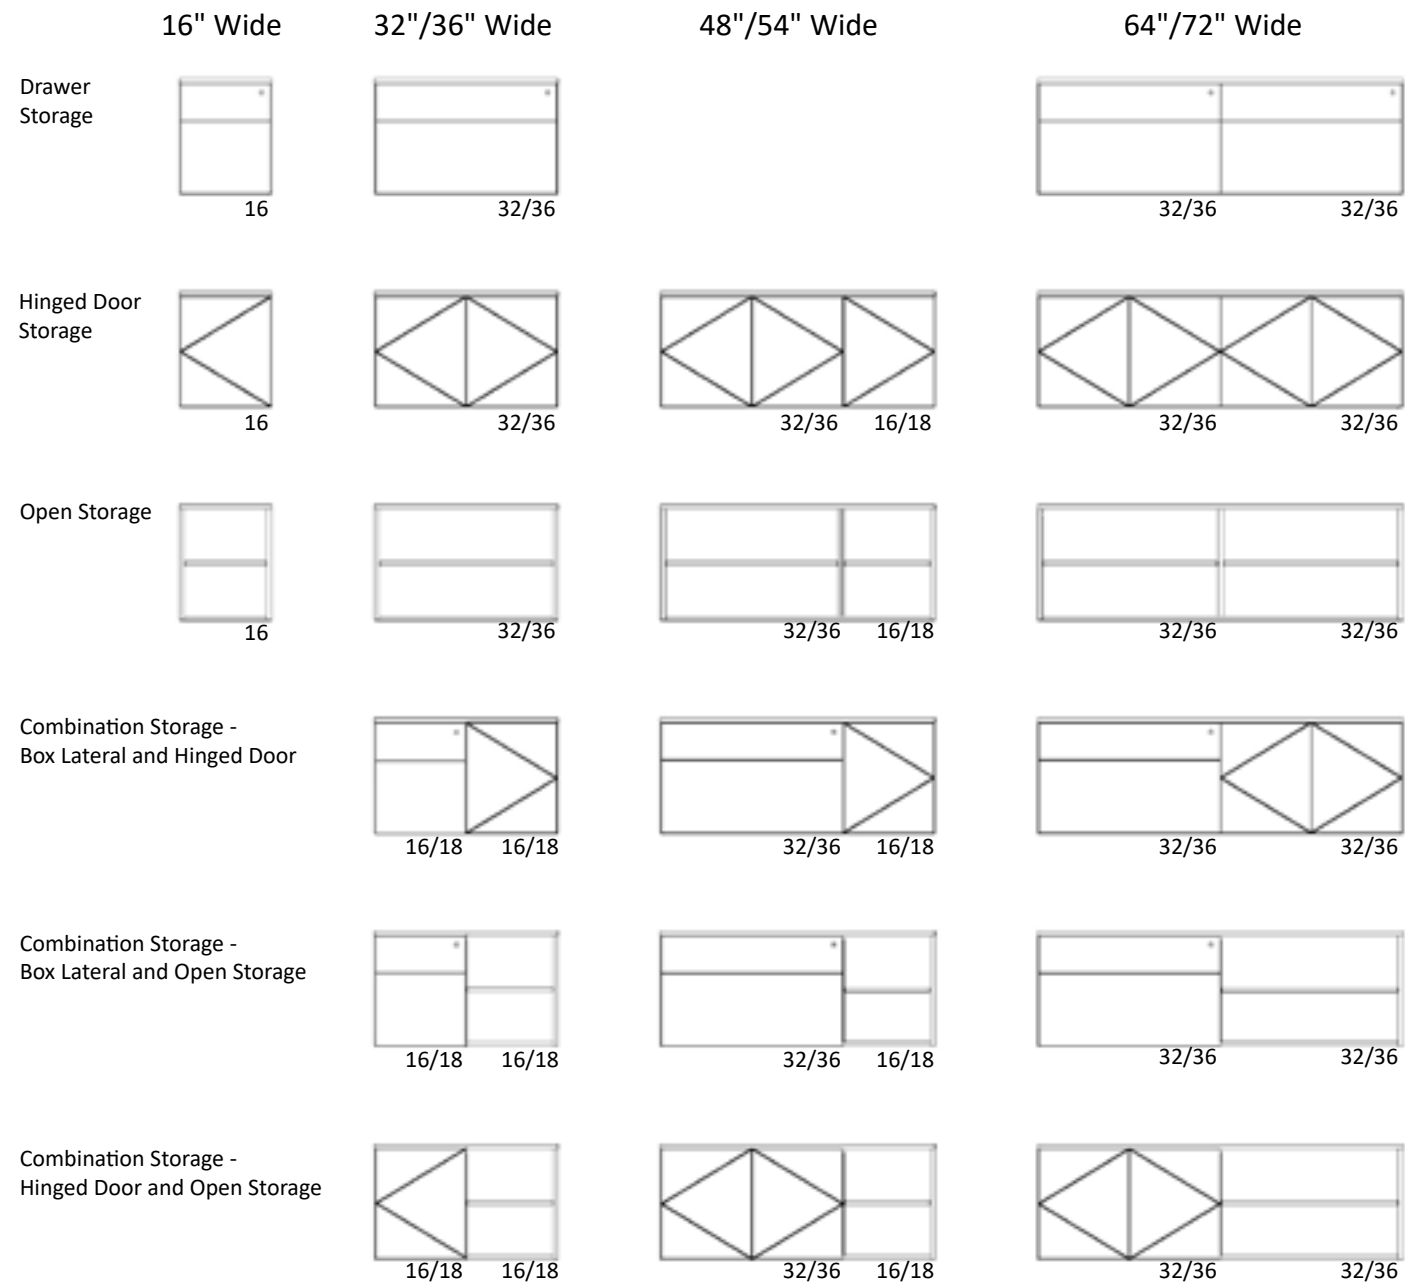 16" Wide
32"/36" Wide
48"/54" Wide
64"/72" Wide
Drawer
Storage
16
32/36
32/36
32/36
Hinged Door
Storage
16
32/36
32/36
16/18
32/36
32/36
Open Storage
16
32/36
32/36
16/18
32/36
32/36
Combination Storage -
Box Lateral and Hinged Door
16/18
16/18
32/36
16/18
32/36
32/36
Combination Storage -
Box Lateral and Open Storage
16/18
16/18
32/36
16/18
32/36
32/36
Combination Storage -
Hinged Door and Open Storage
16/18
16/18
32/36
16/18
32/36
32/36